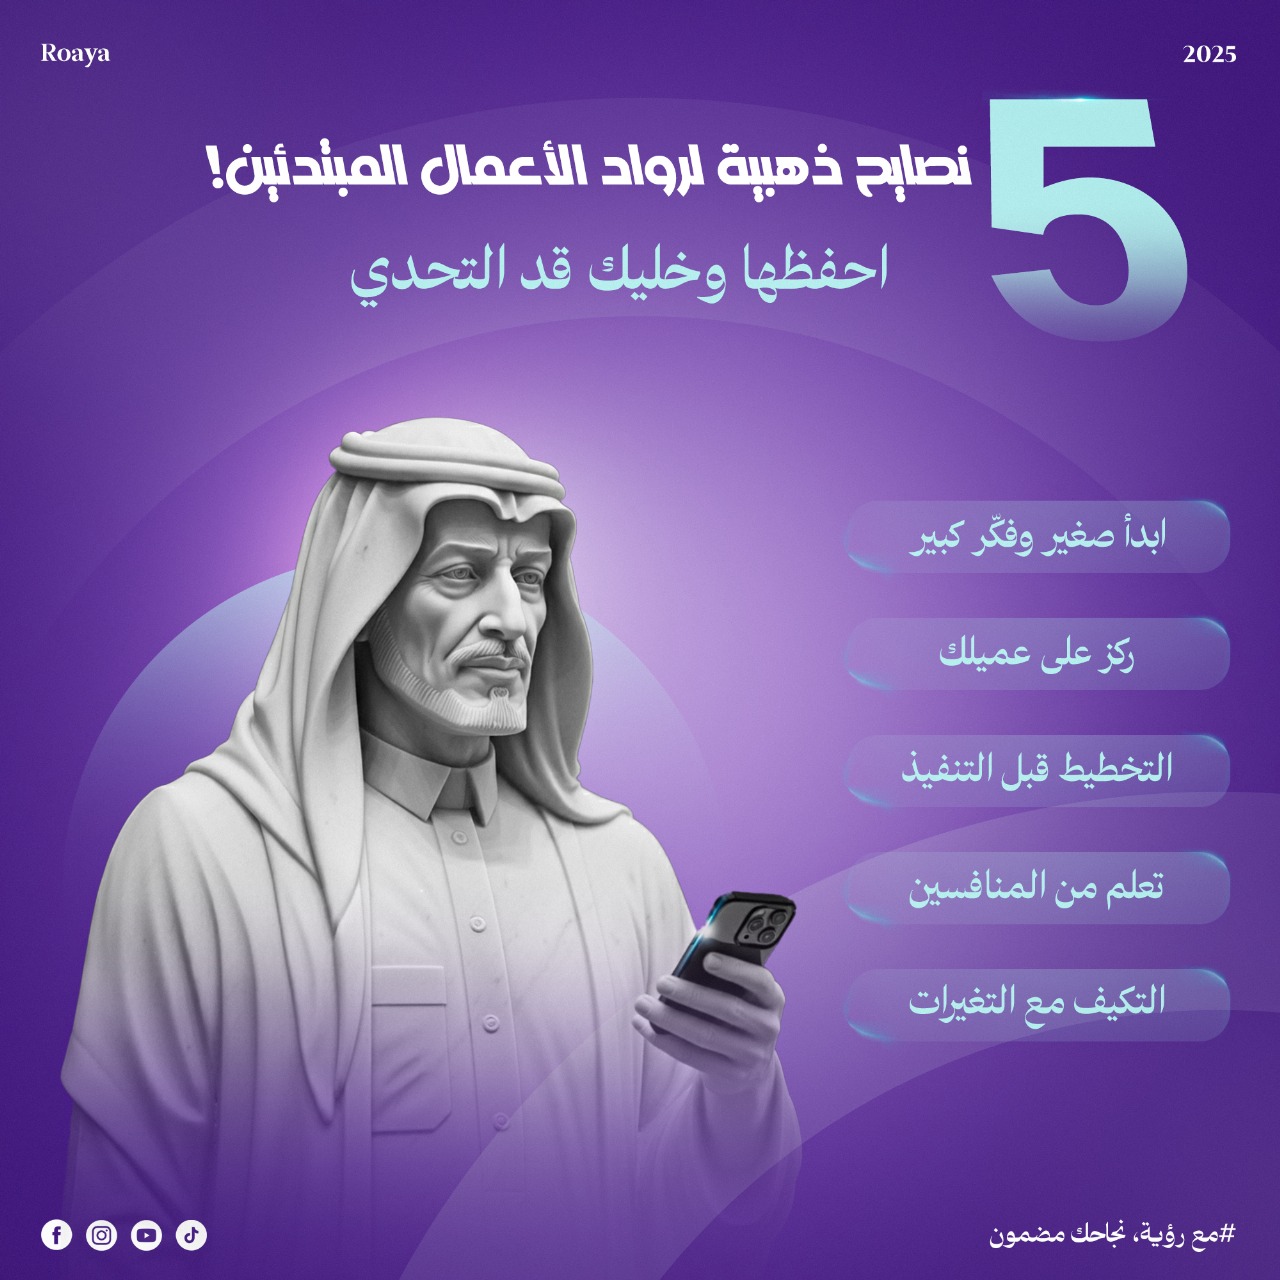 Roaya
2025
5
نصايح ذهبية لرواد الأعمال المبتدئين!
احفظها وخليك قد التحدي
ابدأ صغير وفكّر كبير
ركز على عميلك
التخطيط قبل التنفيذ
تعلم من المنافسين
التكيف مع التغيرات
#مع رؤية، نجاحك مضمون